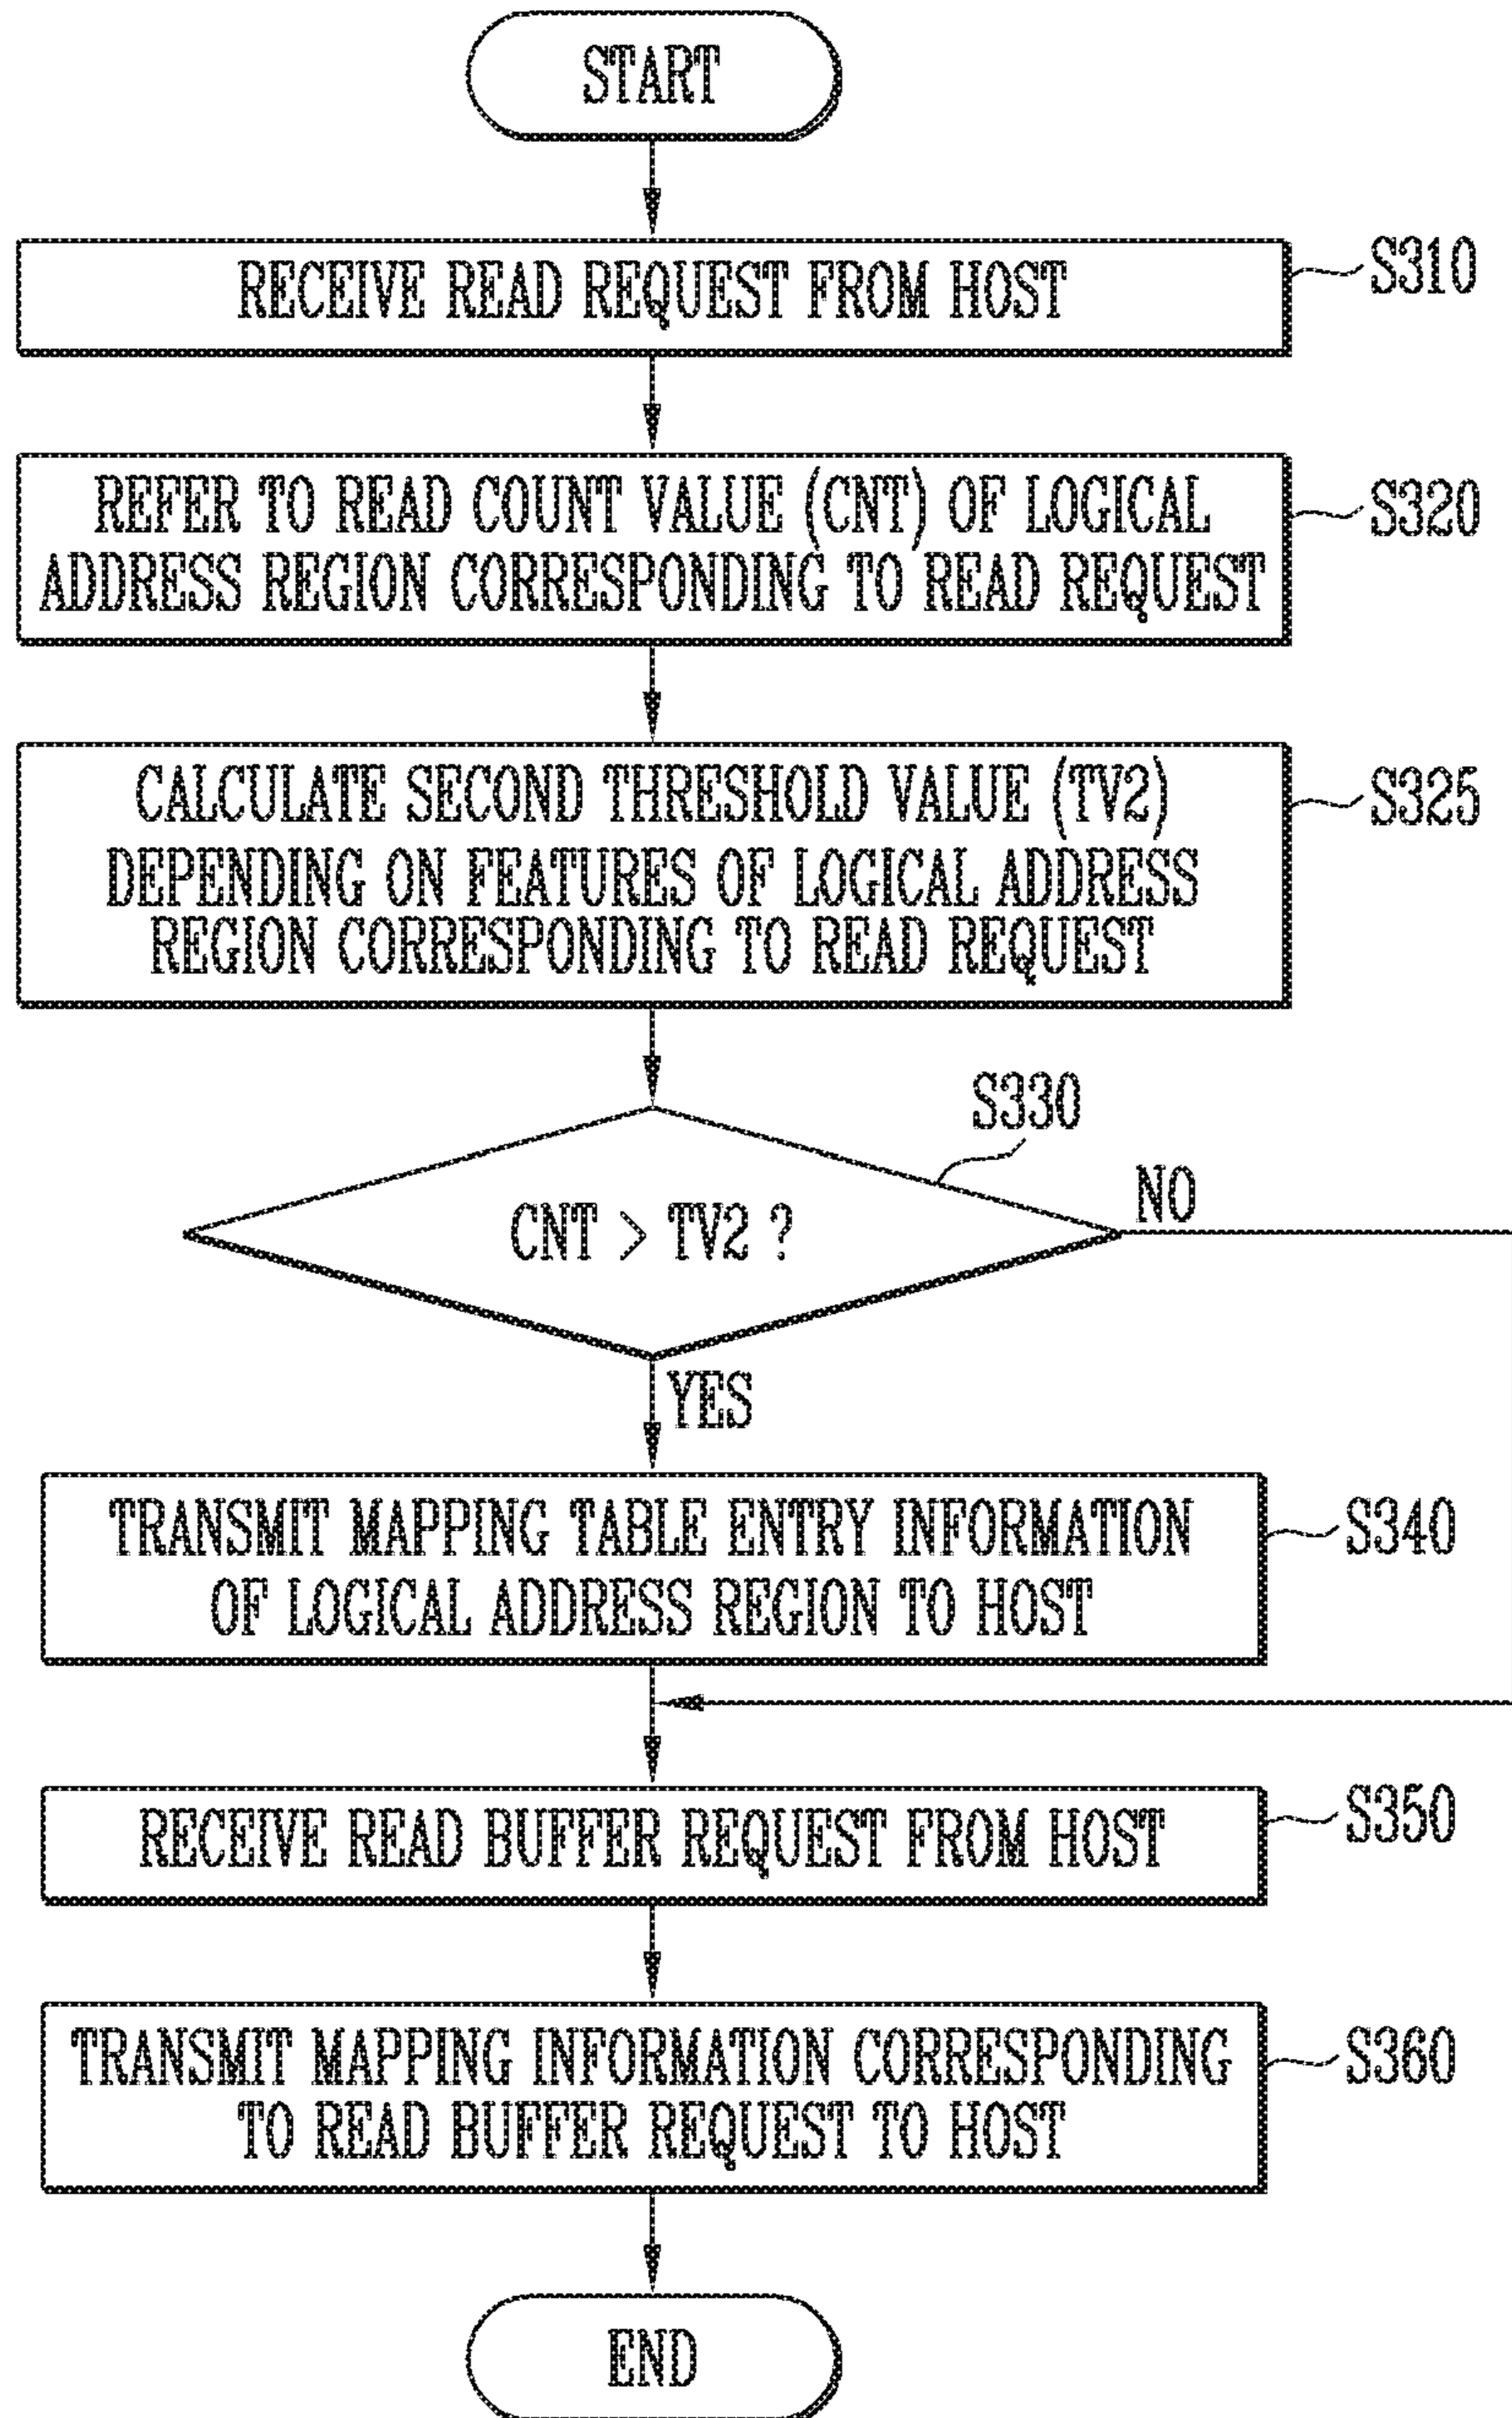 START
RECEIVE READ REQUEST FROM HOST
S310
REFER TO READ COUNT VALUE (CNT) OF LOGICAL
ADDRESS REGION CORRESPONDING TO READ REQUEST
S320
CALCULATE SECOND THRESHOLD VALUE (TV2)
DEPENDING ON FEATURES OF LOGICAL ADDRESS
REGION CORRESPONDING TO READ REQUEST
S325
S330
CNT > TV2 ?
NO
YES
TRANSMIT MAPPING TABLE ENTRY INFORMATION
OF LOGICAL ADDRESS REGION TO HOST
S340
RECEIVE READ BUFFER REQUEST FROM HOST
S350
TRANSMIT MAPPING INFORMATION CORRESPONDING
TO READ BUFFER REQUEST TO HOST
S360
END